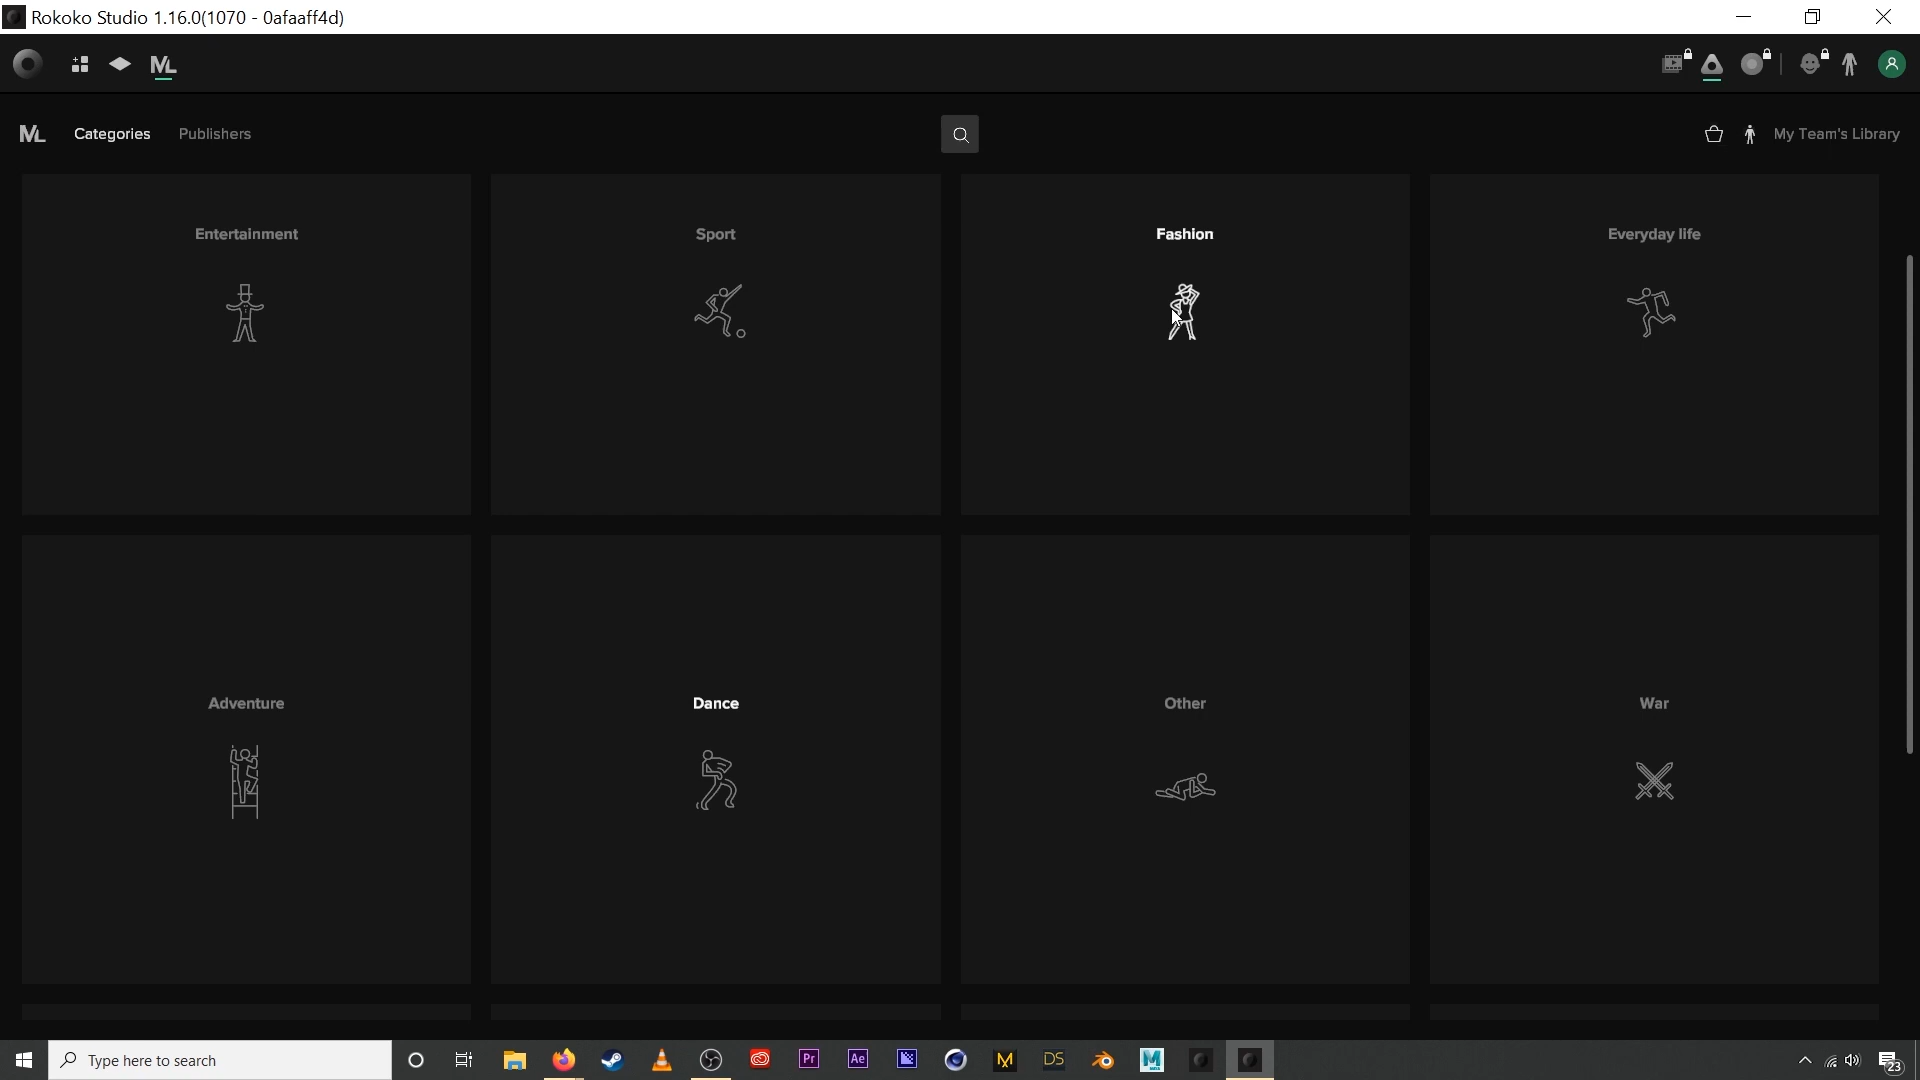 Rokoko Studio 1.16.0(1070 - 0afaaff4d)
ML
ML
Categories
Publishers
My Team's Library
Entertainment
Sport
Fashion
Everyday life
Adventure
Dance
Other
War
Type here to search
Pr
Ae
DS
M
23